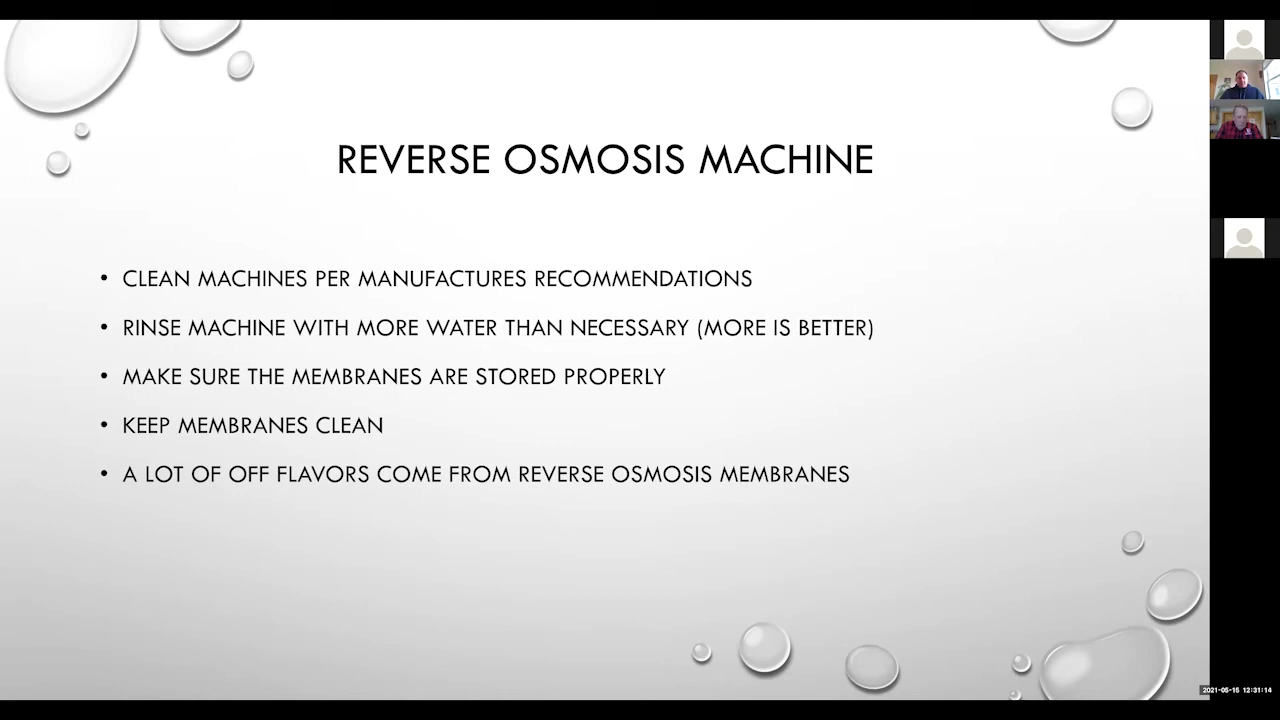 REVERSE OSMOSIS MACHINE
• CLEAN MACHINES PER MANUFACTURES RECOMMENDATIONS
• RINSE MACHINE WITH MORE WATER THAN NECESSARY (MORE IS BETTER)
• MAKE SURE THE MEMBRANES ARE STORED PROPERLY
• KEEP MEMBRANES CLEAN
• A LOT OF OFF FLAVORS COME FROM REVERSE OSMOSIS MEMBRANES
2021-05-15 12:31:14